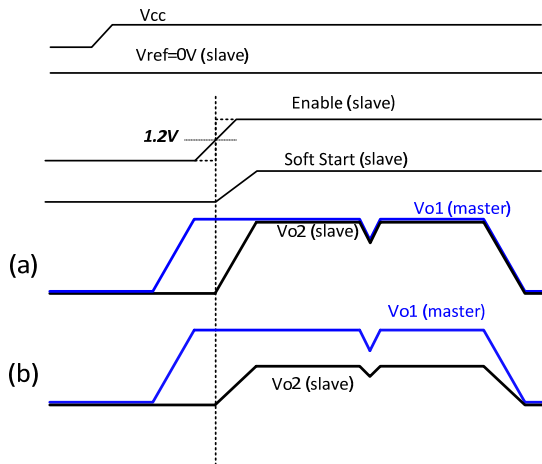 Vcc
Vref=0V (slave)
Enable (slave)
1.2V
Soft Start (slave)
Vo1 (master)
Vo2 (slave)
(a)
Vo1 (master)
(b)
Vo2 (slave)